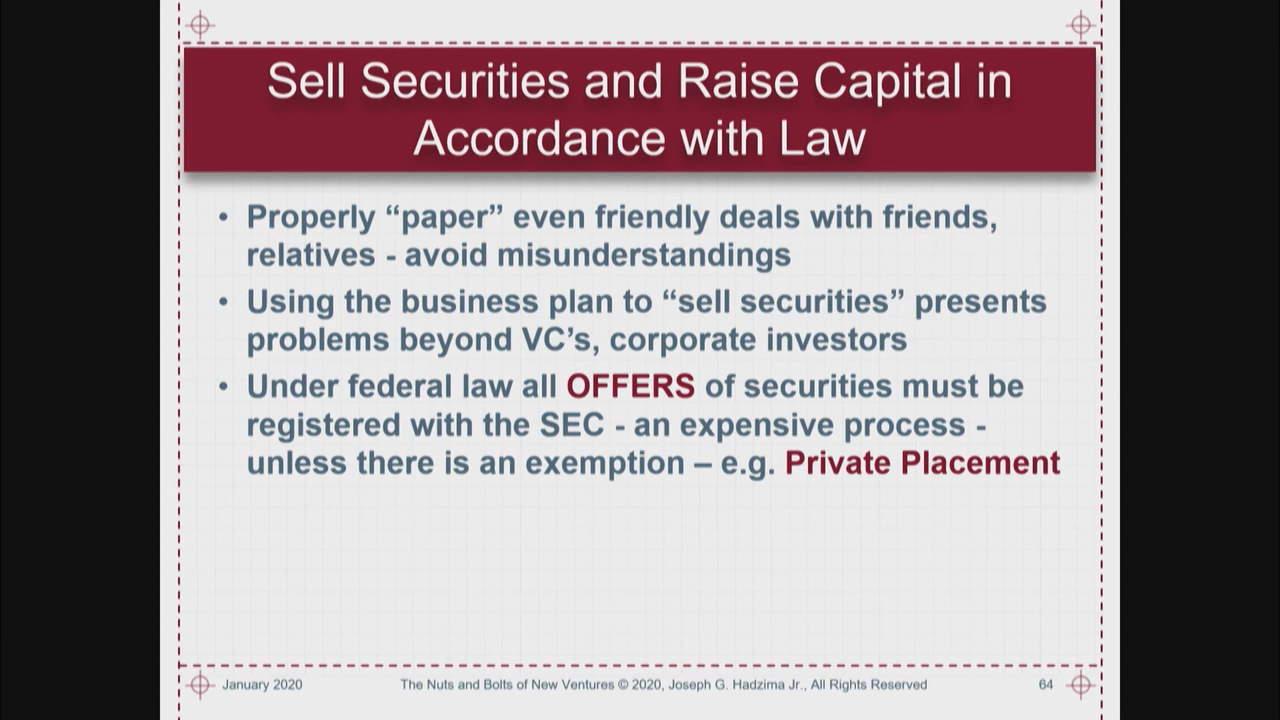 Sell Securities and Raise Capital in
Accordance with Law
• Properly “paper” even friendly deals with friends,
relatives - avoid misunderstandings
• Using the business plan to “sell securities” presents
problems beyond VC’s, corporate investors
• Under federal law all OFFERS of securities must be
registered with the SEC - an expensive process -
unless there is an exemption – e.g. Private Placement
January 2020 The Nuts and Bolts of New Ventures © 2020, Joseph G. Hadzima Jr., All Rights Reserved 64